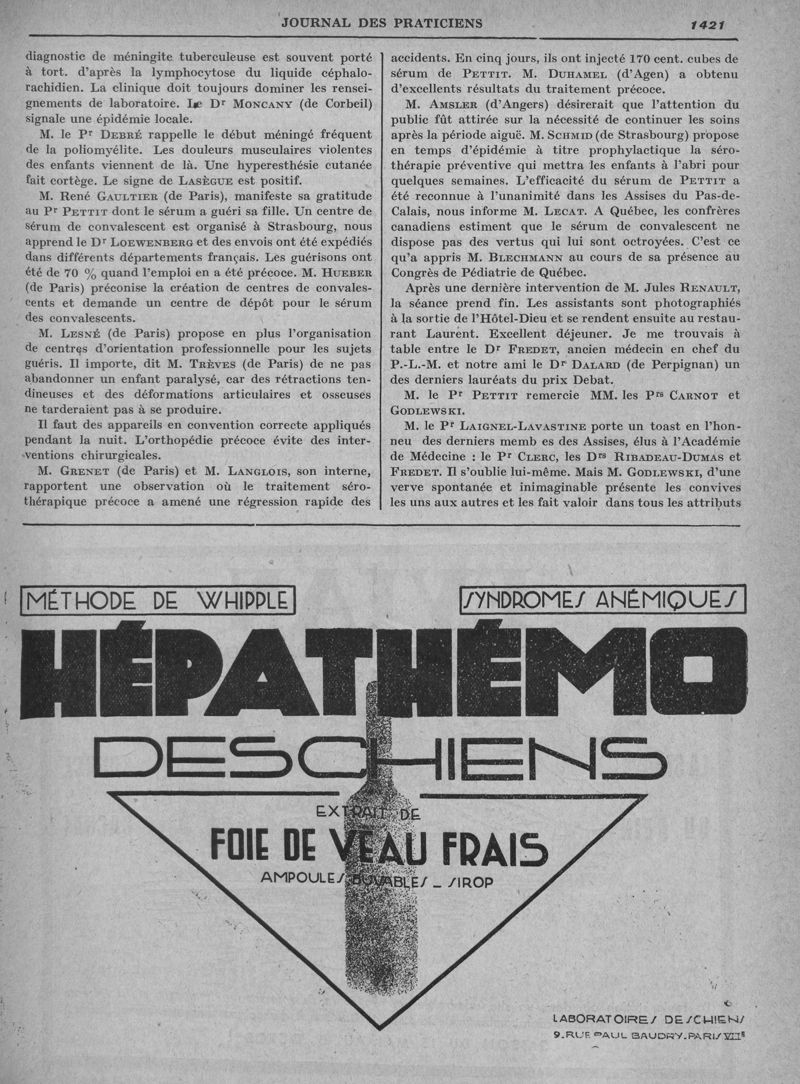 JOURNAL DES PRATICIENS 1421
diagnostic de méningite tuberculeuse est souvent porté
à tort. d'après la lymphocytose du liquide céphalo-
rachidien. La clinique doit toujours dominer les rensei-
gnements de laboratoire. Le Dr MONCANY (de Corbeil)
signale une épidémie locale.
M. le Pr DEBRÉ rappelle le début méningé fréquent
de la poliomyélite. Les douleurs musculaires violentes
des enfants viennent de là. Une hyperesthésie cutanée
fait cortège. Le signe de LASÈGUE est positif.
M. René GAULTIER (de Paris), manifeste sa gratitude
au Pr PETTIT dont le sérum a guéri sa fille. Un centre de
sérum de convalescent est organisé à Strasbourg, nous
apprend le Dr LOEWENBERG et des envois ont été expédiés
dans différents départements français. Les guérisons ont
été de 70 % quand l'emploi en a été précoce. M. HUEBER
(de Paris) préconise la création de centres de convales-
cents et demande un centre de dépôt pour le sérum
des convalescents.
M. LESNÉ (de Paris) propose en plus l'organisation
de centres d'orientation professionnelle pour les sujets
guéris. Il importe, dit M. TRÈVES (de Paris) de ne pas
abandonner un enfant paralysé, car des rétractions ten-
dineuses et des déformations articulaires et osseuses
ne tarderaient pas à se produire.
Il faut des appareils en convention correcte appliqués
pendant la nuit. L'orthopédie précoce évite des inter-
ventions chirurgicales.
M. GRENET (de Paris) et M. LANGLOIS, son interne,
rapportent une observation où le traitement séro-
thérapique précoce a amené une régression rapide des
accidents. En cinq jours, ils ont injecté 170 cent. cubes de
sérum de PETTIT. M. DUHAMEL (d'Agen) a obtenu
d'excellents résultats du traitement précoce.
M. AMSLER (d'Angers) désirerait que l'attention du
public fût attirée sur la nécessité de continuer les soins
après la période aiguë. M. SCHMID (de Strasbourg) propose
en temps d'épidémie à titre prophylactique la séro-
thérapie préventive qui mettra les enfants à l'abri pour
quelques semaines. L'efficacité du sérum de PETTIT a
été reconnue à l'unanimité dans les Assises du Pas-de-
Calais, nous informe M. LECAT. A Québec, les confrères
canadiens estiment que le sérum de convalescent ne
dispose pas des vertus qui lui sont octroyées. C'est ce
qu'a appris M. BLECHMANN au cours de sa présence au
Congrès de Pédiatrie de Québec.
Après une dernière intervention de M. Jules RENAULT,
la séance prend fin. Les assistants sont photographiés
à la sortie de l'Hôtel-Dieu et se rendent ensuite au restau-
rant Laurent. Excellent déjeuner. Je me trouvais à
table entre le Dr FREDET, ancien médecin en chef du
P.-L.-M. et notre ami le Dr DALARD (de Perpignan) un
des derniers lauréats du prix Debat.
M. le Pr PETTIT remercie MM. les Prs CARNOT et
GODLEWSKI.
M. le Pr LAIGNEL-LAVASTINE porte un toast en l'hon-
neu des derniers memb es des Assises, élus à l'Académie
de Médecine : le Pr CLERC, les Drs RIBADEAU-DUMAS et
FREDET. Il s'oublie lui-même. Mais M. GODLEWSKI, d'une
verve spontanée et inimaginable présente les convives
les uns aux autres et les fait valoir dans tous les attributs
MÉTHODE DE WHIPPLE SYNDROMES ANÉMIQUES
HÉPATHÉMO
DESCHIENS
EXTRAIT DE
FOIE DE VEAU FRAIS
AMPOULES BUVABLES _ SIROP
LABORATOIRES DESCHIENS
9. RUE PAUL BAUDRY. PARIS VIIIe